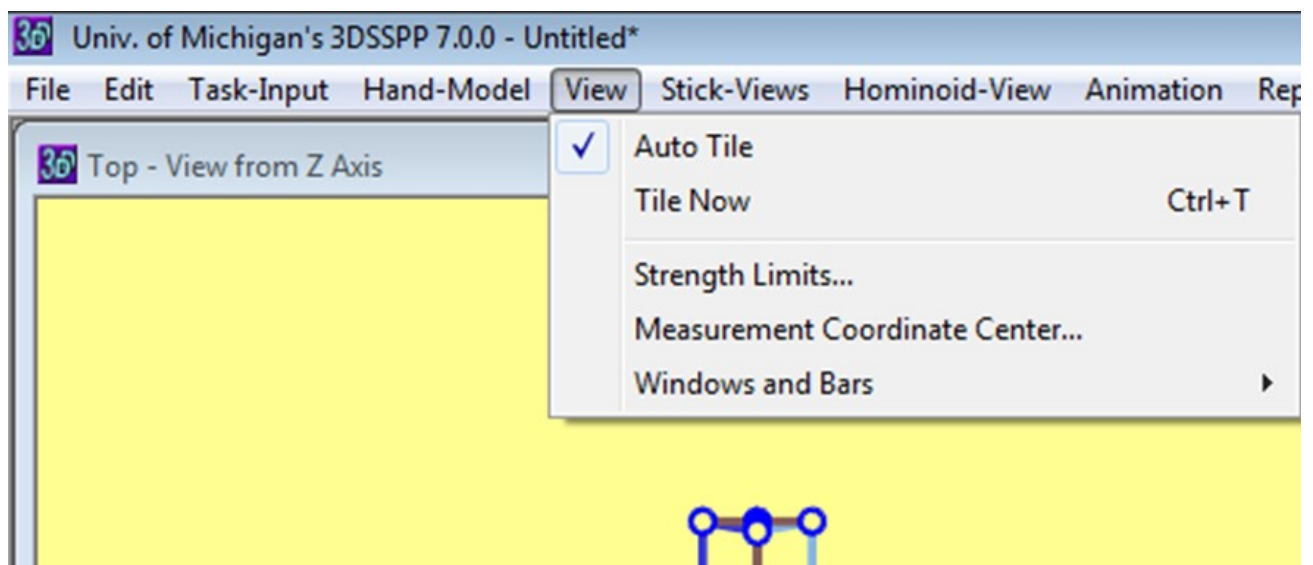 3D Univ. of Michigan's 3DSSPP 7.0.0 - Untitled*
File Edit Task-Input Hand-Model View Stick-Views Hominoid-View Animation Rep
3D Top - View from Z Axis
Auto Tile
Tile Now Ctrl+T
Strength Limits...
Measurement Coordinate Center...
Windows and Bars